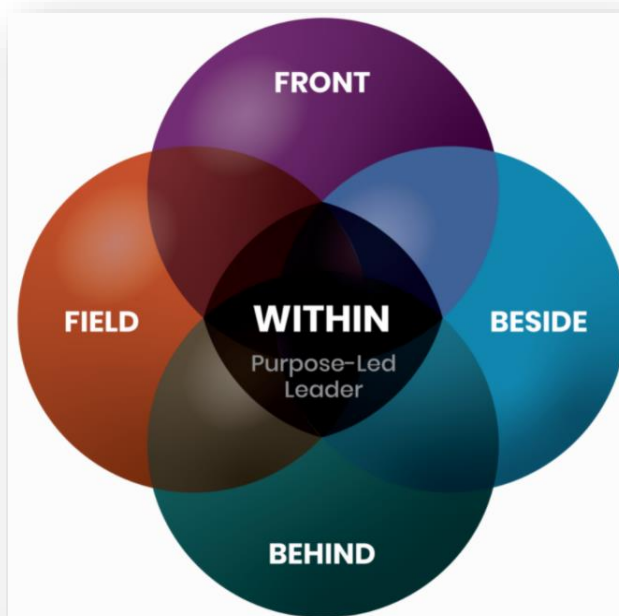 FRONT
FIELD
WITHIN
BESIDE
Purpose-Led
Leader
BEHIND